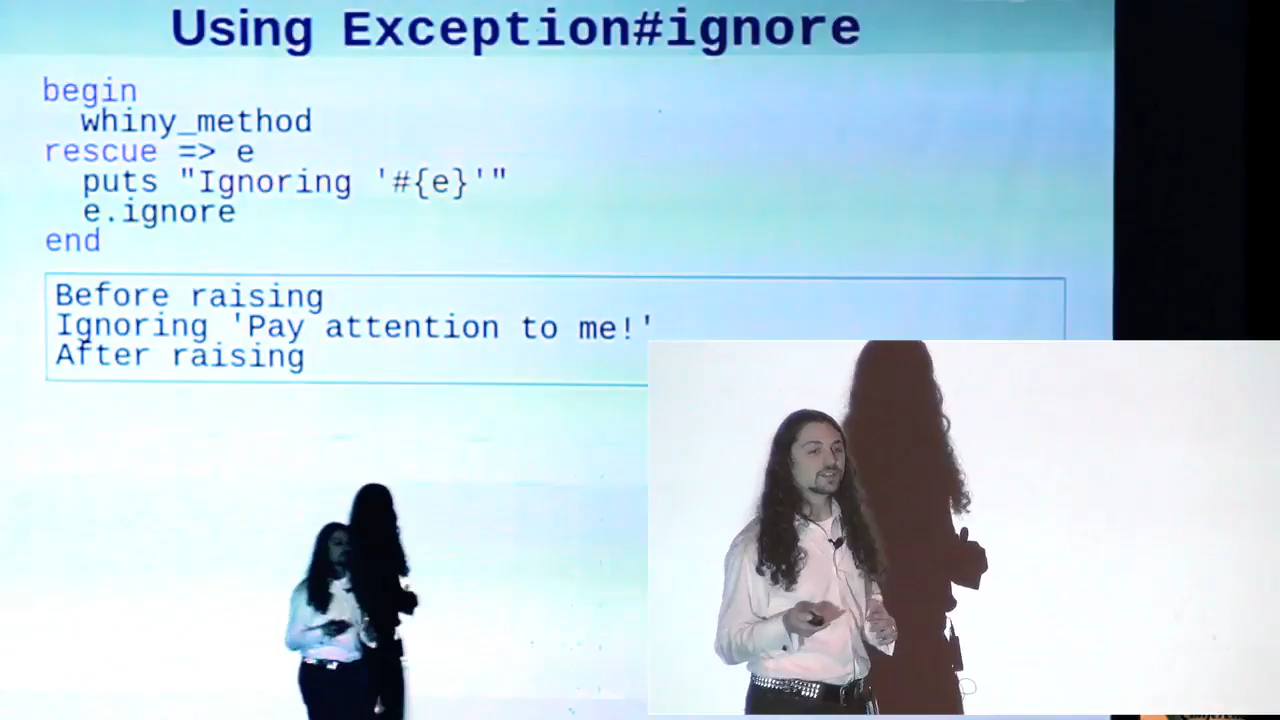 Using Exception#ignore
begin
  whiny_method
rescue => e
  puts "Ignoring '#{e}'"
  e.ignore
end
Before raising
Ignoring 'Pay attention to me!'
After raising